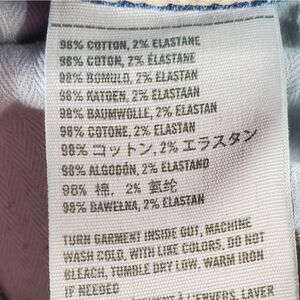 98% COTTON, 2% ELASTANE
98% COTON, 2% ÉLASTANE
98% BOMULD, 2% ELASTAN
98% KATOEN, 2% ELASTAAN
98% BAUMWOLLE, 2% ELASTAN
98% COTONE, 2% ELASTAN
98% コットン, 2% エラスタン
98% ALGODÓN, 2% ELASTANO
98% 棉, 2% 氨纶
98% BAWEŁNA, 2% ELASTAN
TURN GARMENT INSIDE OUT, MACHINE
WASH COLD, WITH LIKE COLORS, DO NOT
BLEACH, TUMBLE DRY LOW, WARM IRON
IF NEEDED
À L'ENVERS, LAVER